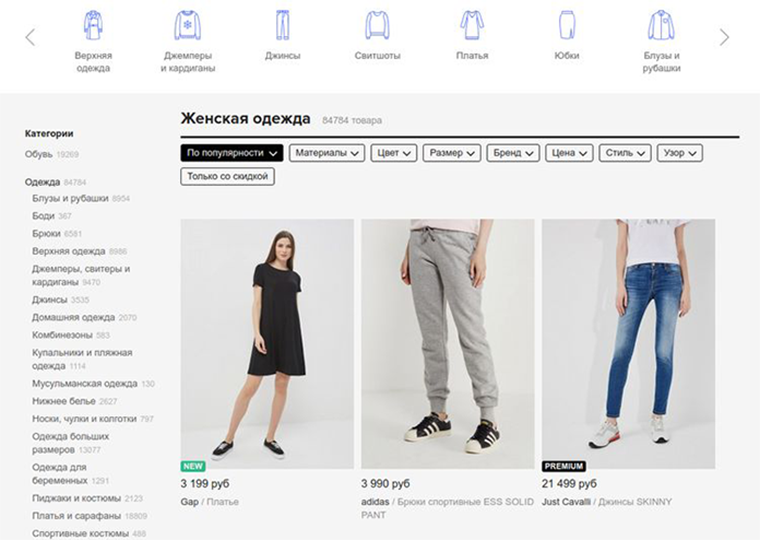 Верхняя
одежда
Джемперы
и кардиганы
Джинсы
Свитшоты
Платья
Юбки
Блузы и
рубашки
Категории
Обувь 19269
Одежда 84784
Блузы и рубашки 8954
Боди 367
Брюки 6581
Верхняя одежда 8986
Джемперы, свитеры и
кардиганы 9470
Джинсы 3535
Домашняя одежда 2070
Комбинезоны 583
Купальники и пляжная
одежда 1114
Мусульманская одежда 130
Нижнее белье 2627
Носки, чулки и колготки 797
Одежда больших
размеров 13077
Одежда для
беременных 1291
Пиджаки и костюмы 2123
Платья и сарафаны 18809
Спортивные костюмы 488
Женская одежда 84784 товара
По популярности Материалы Цвет Размер Бренд Цена Стиль Узор
Только со скидкой
NEW
3 199 руб
Gap / Платье
3 990 руб
adidas / Брюки спортивные ESS SOLID
PANT
PREMIUM
21 499 руб
Just Cavalli / Джинсы SKINNY